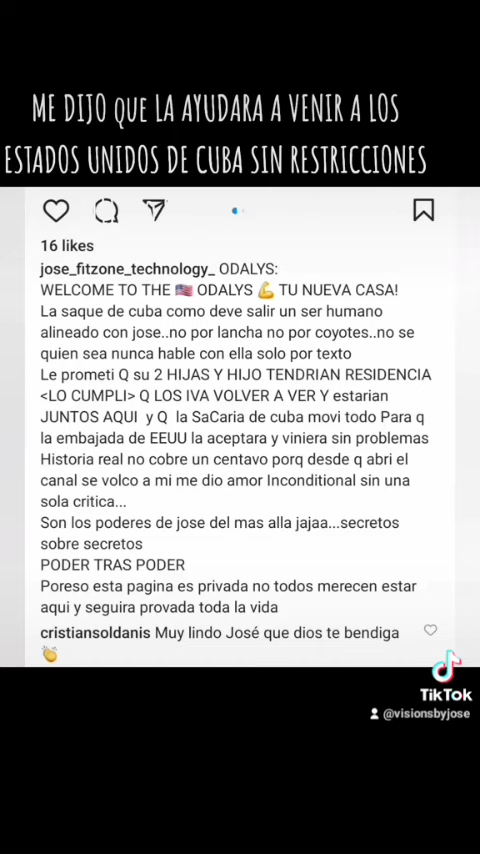 ME DIJO que LA AYUDARA A VENIR A LOS
ESTADOS UNIDOS DE CUBA SIN RESTRICCIONES
16 likes
jose_fitzone_technology_ ODALYS:
WELCOME TO THE 🇺🇸 ODALYS 💪 TU NUEVA CASA!
La saque de cuba como deve salir un ser humano
alineado con jose..no por lancha no por coyotes..no se
quien sea nunca hable con ella solo por texto
Le prometi Q su 2 HIJAS Y HIJO TENDRIAN RESIDENCIA
<LO CUMPLI> Q LOS IVA VOLVER A VER Y estarian
JUNTOS AQUI y Q la SaCaria de cuba movi todo Para q
la embajada de EEUU la aceptara y viniera sin problemas
Historia real no cobre un centavo porq desde q abri el
canal se volco a mi me dio amor Inconditional sin una
sola critica...
Son los poderes de jose del mas alla jajaa...secretos
sobre secretos
PODER TRAS PODER
Poreso esta pagina es privada no todos merecen estar
aqui y seguira provada toda la vida
cristiansoldanis Muy lindo José que dios te bendiga
👏
TikTok
@visionsbyjose